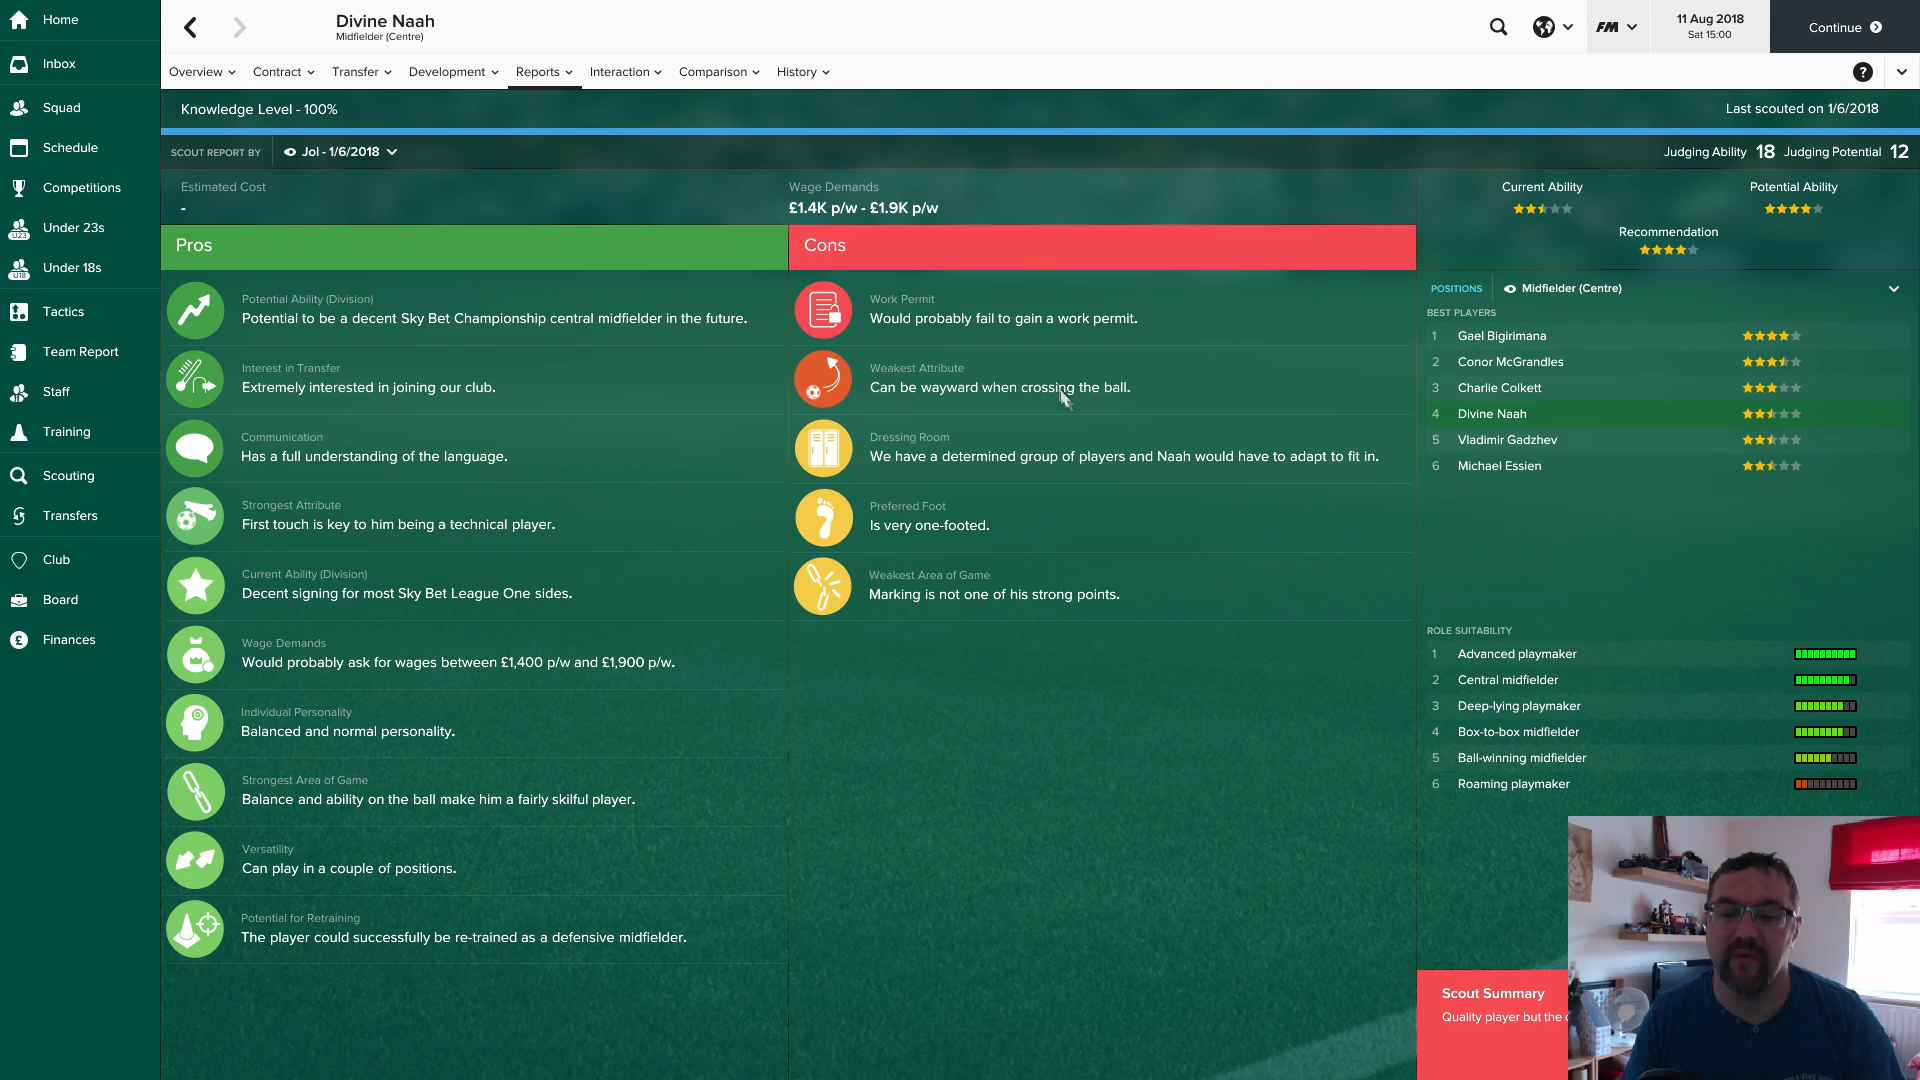 Home
Inbox
Squad
Schedule
Competitions
Under 23s
Under 18s
Tactics
Team Report
Staff
Training
Scouting
Transfers
Club
Board
Finances
Divine Naah
Midfielder (Centre)
FM
11 Aug 2018
Sat 15:00
Continue
Overview
Contract
Transfer
Development
Reports
Interaction
Comparison
History
?
Knowledge Level - 100%
Last scouted on 1/6/2018
SCOUT REPORT BY
Jol - 1/6/2018
Judging Ability 18 Judging Potential 12
Estimated Cost
-
Wage Demands
£1.4K p/w - £1.9K p/w
Current Ability
Potential Ability
Recommendation
Pros
Potential Ability (Division)
Potential to be a decent Sky Bet Championship central midfielder in the future.
Interest in Transfer
Extremely interested in joining our club.
Communication
Has a full understanding of the language.
Strongest Attribute
First touch is key to him being a technical player.
Current Ability (Division)
Decent signing for most Sky Bet League One sides.
Wage Demands
Would probably ask for wages between £1,400 p/w and £1,900 p/w.
Individual Personality
Balanced and normal personality.
Strongest Area of Game
Balance and ability on the ball make him a fairly skilful player.
Versatility
Can play in a couple of positions.
Potential for Retraining
The player could successfully be re-trained as a defensive midfielder.
Cons
Work Permit
Would probably fail to gain a work permit.
Weakest Attribute
Can be wayward when crossing the ball.
Dressing Room
We have a determined group of players and Naah would have to adapt to fit in.
Preferred Foot
Is very one-footed.
Weakest Area of Game
Marking is not one of his strong points.
POSITIONS
Midfielder (Centre)
BEST PLAYERS
1 Gael Bigirimana
2 Conor McGrandles
3 Charlie Colkett
4 Divine Naah
5 Vladimir Gadzhev
6 Michael Essien
ROLE SUITABILITY
1 Advanced playmaker
2 Central midfielder
3 Deep-lying playmaker
4 Box-to-box midfielder
5 Ball-winning midfielder
6 Roaming playmaker
Scout Summary
Quality player but the